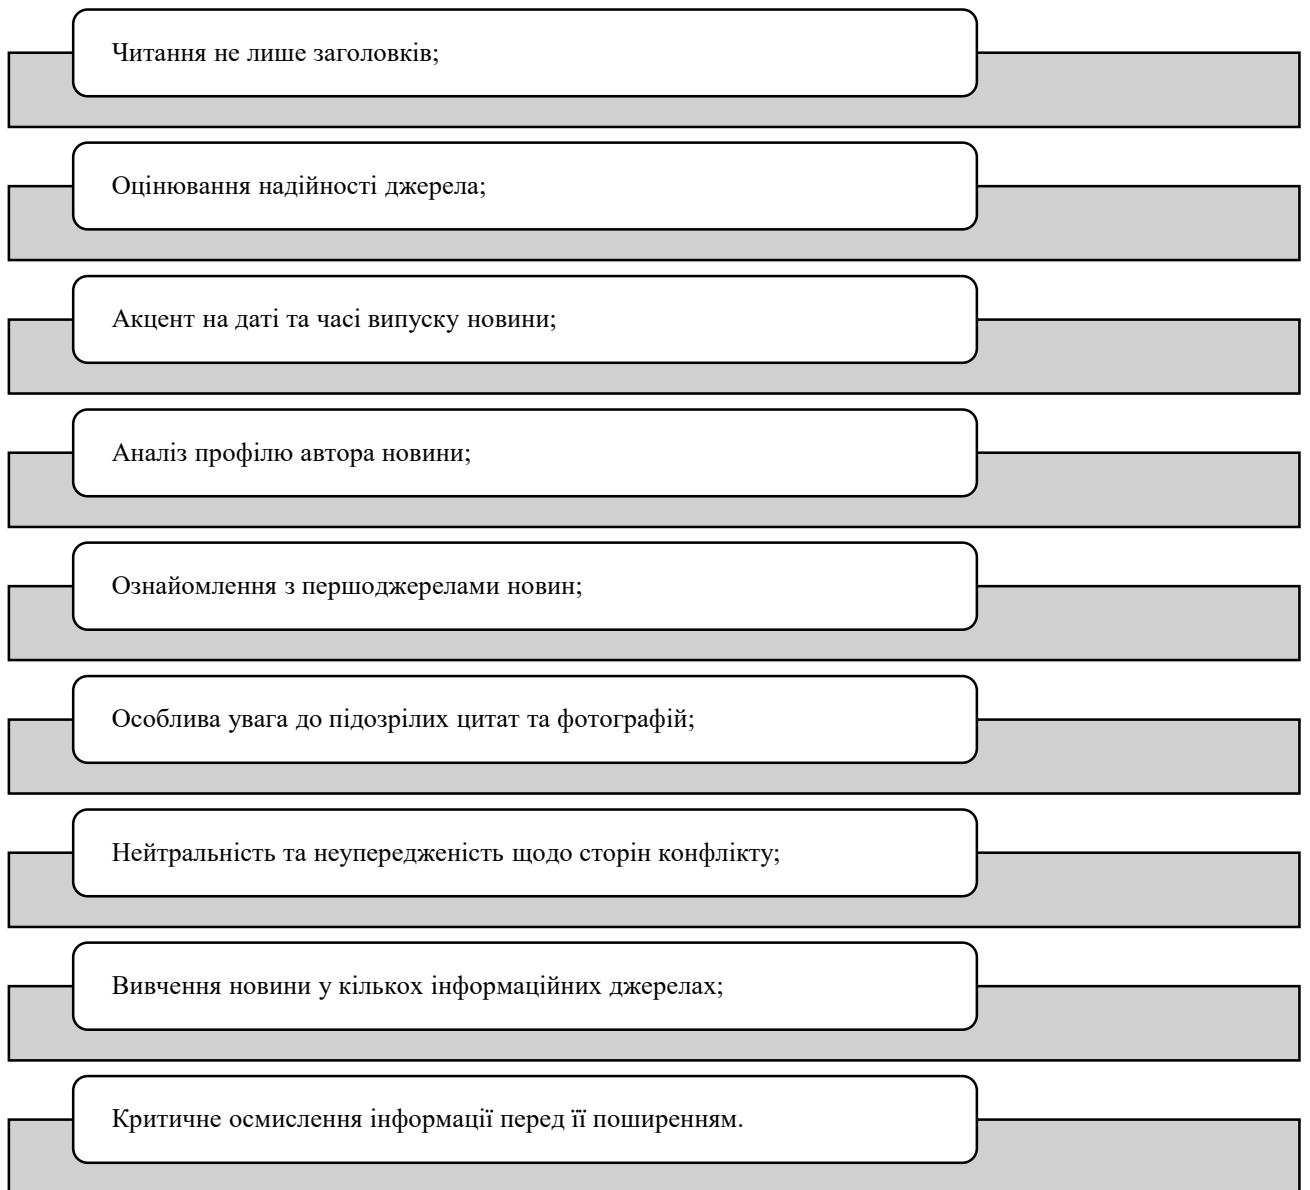 Читання не лише заголовків;
Оцінювання надійності джерела;
Акцент на даті та часі випуску новини;
Аналіз профілю автора новини;
Ознайомлення з першоджерелами новин;
Особлива увага до підозрілих цитат та фотографій;
Нейтральність та неупередженість щодо сторін конфлікту;
Вивчення новини у кількох інформаційних джерелах;
Критичне осмислення інформації перед її поширенням.